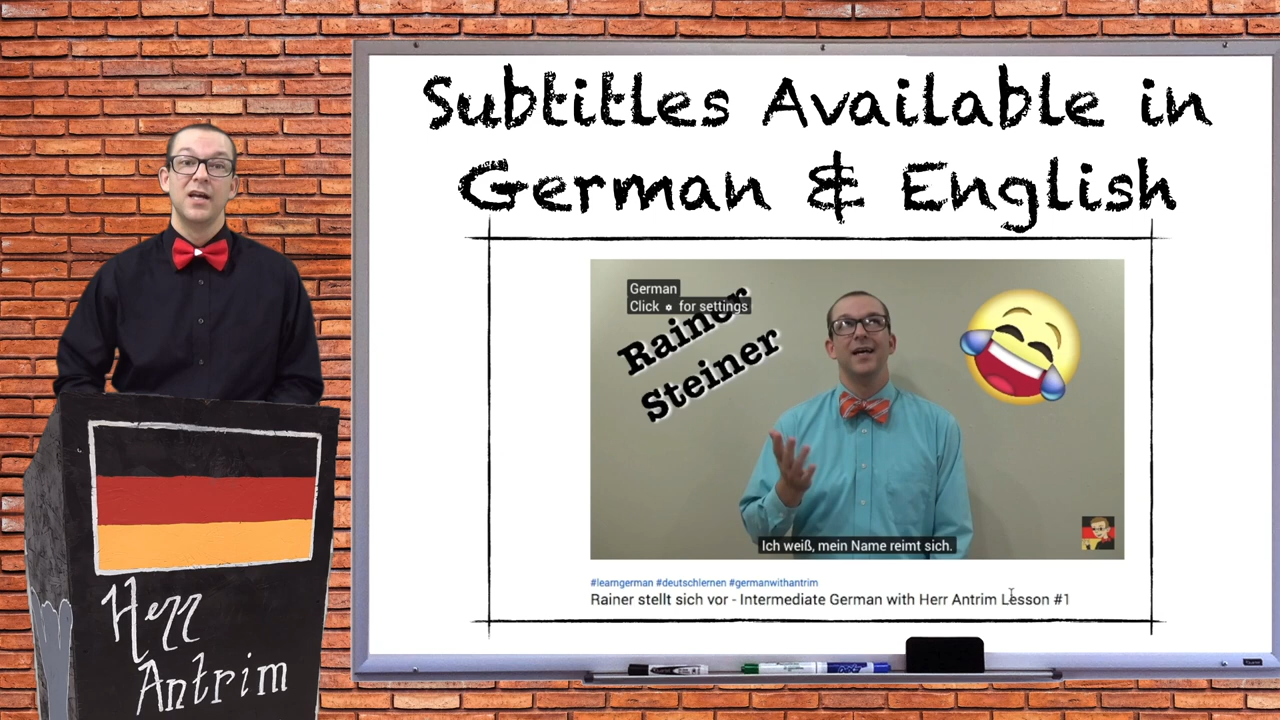 Subtitles Available in
German & English
German
Click for settings
Rainer
Steiner
Ich weiß, mein Name reimt sich.
#learngerman #deutschlernen #germanwithantrim
Rainer stellt sich vor - Intermediate German with Herr Antrim Lesson #1
Herr
Antrim